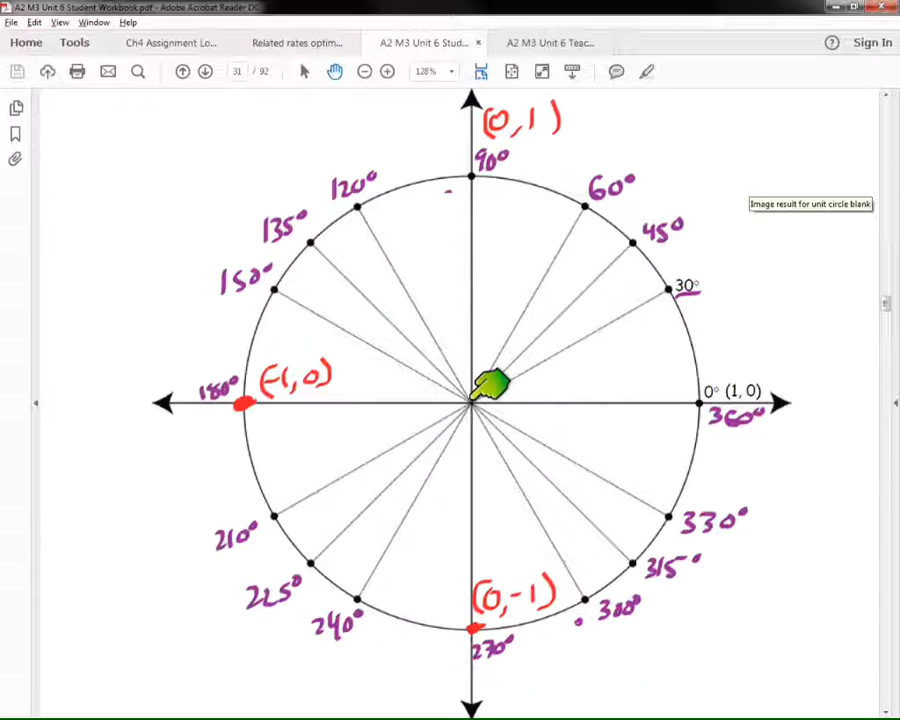 A2 M3 Unit 6 Student Workbook.pdf - Adobe Acrobat Reader DC
File Edit View Window Help
Home Tools Ch4 Assignment Lo... Related rates optim... A2 M3 Unit 6 Stud... × A2 M3 Unit 6 Teac... ? Sign In
31 / 92 128%
(0, 1)
90°
120° 60°
Image result for unit circle blank
135° 45°
150° 30°
180° (-1, 0) 0° (1, 0)
360°
210° 330°
225° 315°
(0, -1)
240° 300°
270°